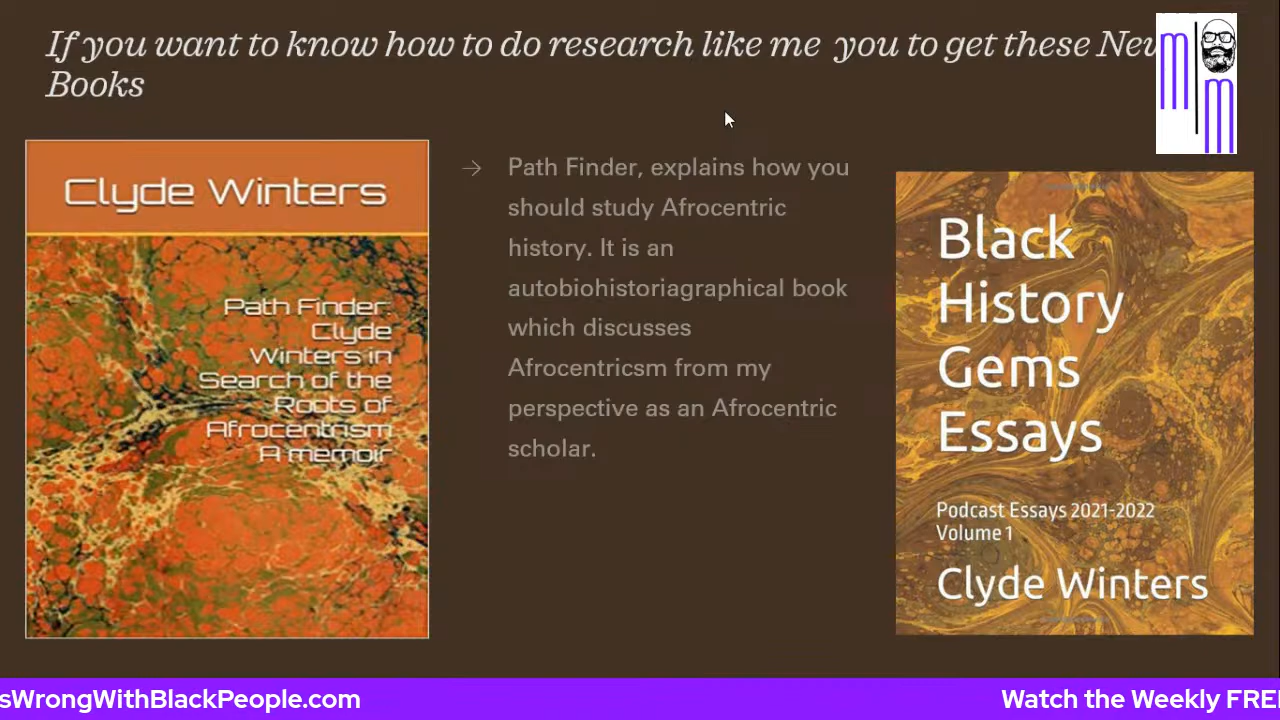 If you want to know how to do research like me you to get these New
Books
Clyde Winters
Path Finder:
Clyde
Winters in
Search of the
Roots of
Afrocentrism
A memoir
→ Path Finder, explains how you
should study Afrocentric
history. It is an
autobiohistoriagraphical book
which discusses
Afrocentricsm from my
perspective as an Afrocentric
scholar.
Black
History
Gems
Essays
Podcast Essays 2021-2022
Volume 1
Clyde Winters
m
m
sWrongWithBlackPeople.com
Watch the Weekly FREE